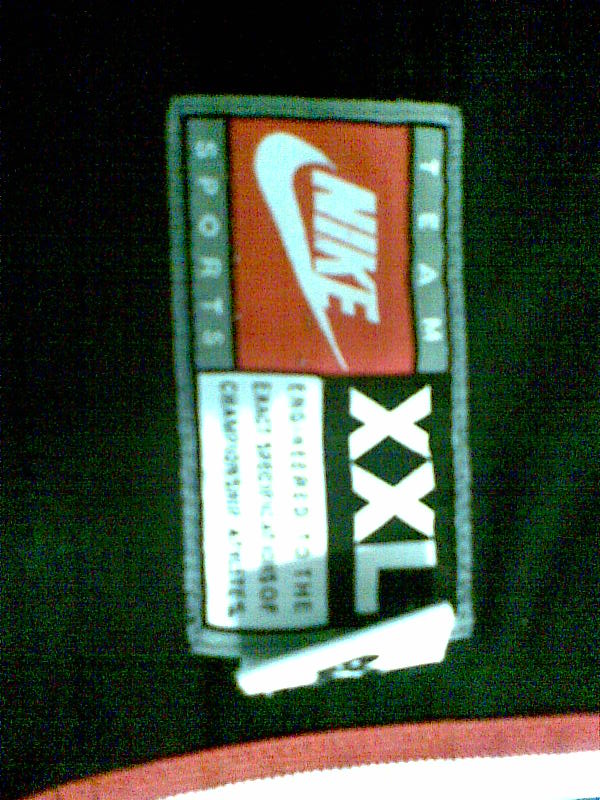 TEAM
NIKE
SPORTS
XXL
ENGINEERED TO THE
EXACT SPECIFICATIONS OF
CHAMPIONSHIP ATHLETES.